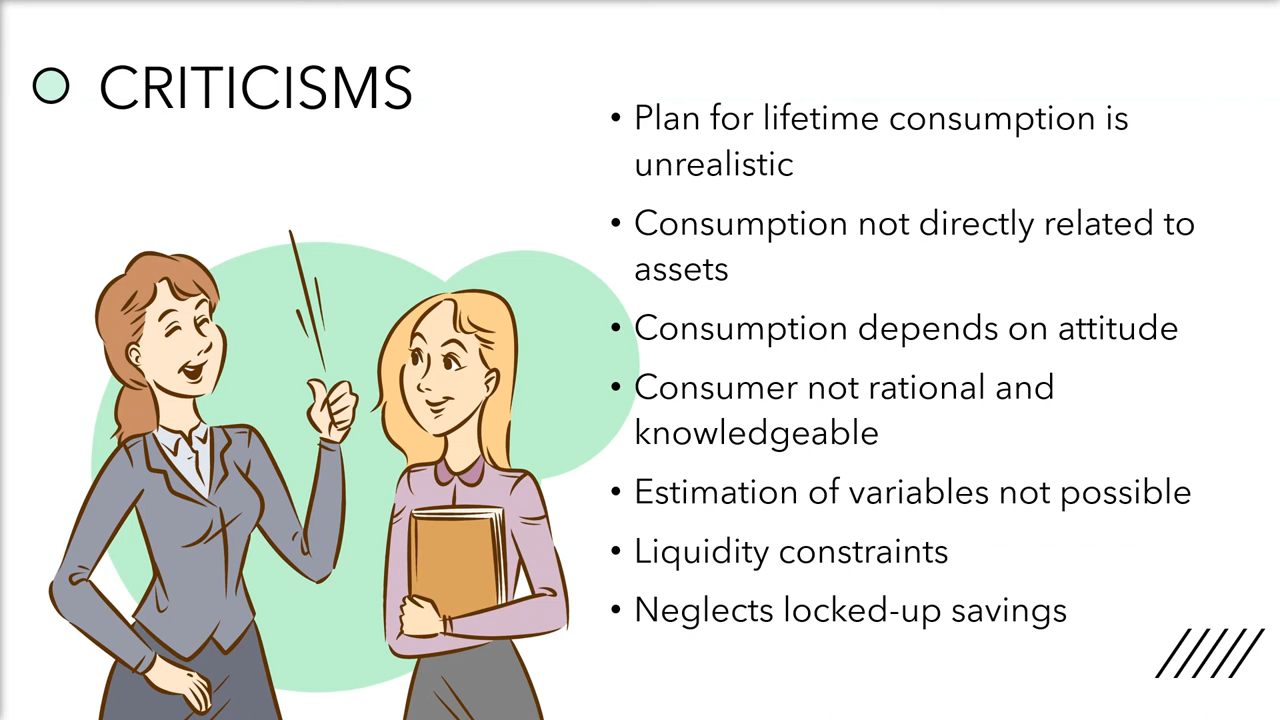 CRITICISMS
• Plan for lifetime consumption is
unrealistic
• Consumption not directly related to
assets
• Consumption depends on attitude
• Consumer not rational and
knowledgeable
• Estimation of variables not possible
• Liquidity constraints
• Neglects locked-up savings